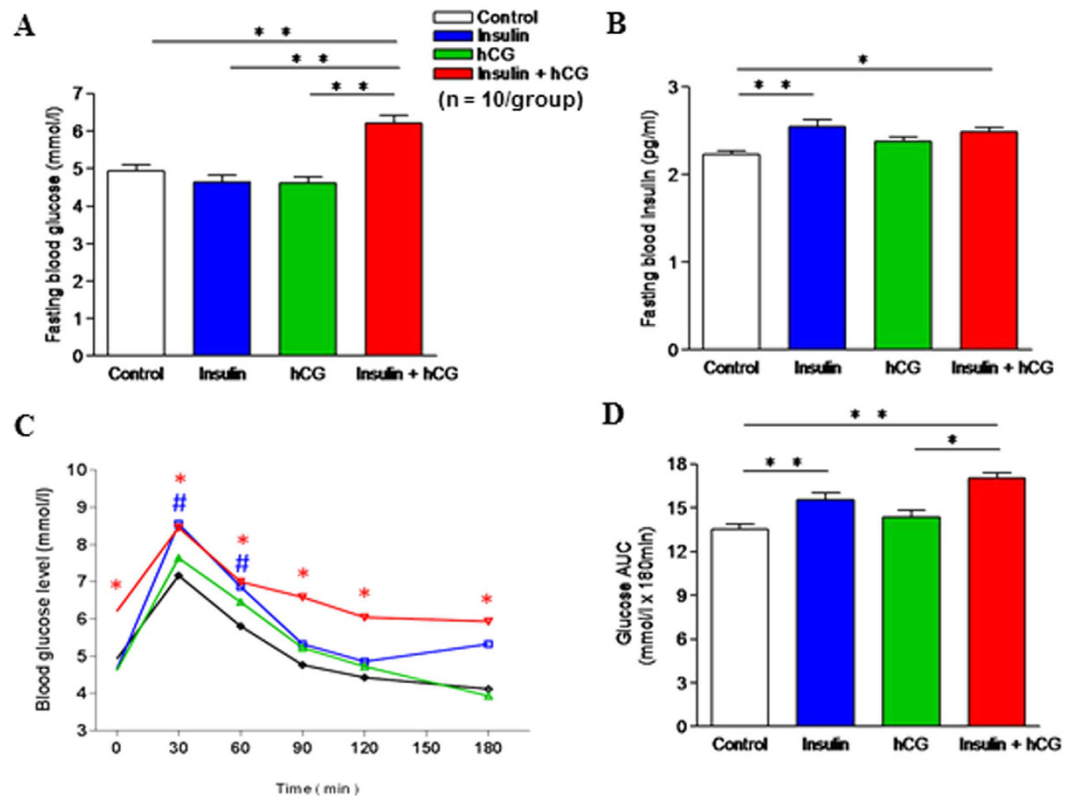 A
Control
Insulin
hCG
Insulin + hCG
(n = 10/group)
* *
* *
* *
Fasting blood glucose (mmol/l)
7
6
5
4
3
2
1
0
Control Insulin hCG Insulin + hCG
B
*
* *
Fasting blood Insulin (pg/ml)
3
2
1
0
Control Insulin hCG Insulin + hCG
C
Blood glucose level (mmol/l)
10
9
8
7
6
5
4
3
*
*
#
*
#
*
*
*
0 30 60 90 120 150 180
Time ( min )
D
* *
* *
*
Glucose AUC
(mmol/l x 180min)
18
15
12
9
6
3
0
Control Insulin hCG Insulin + hCG